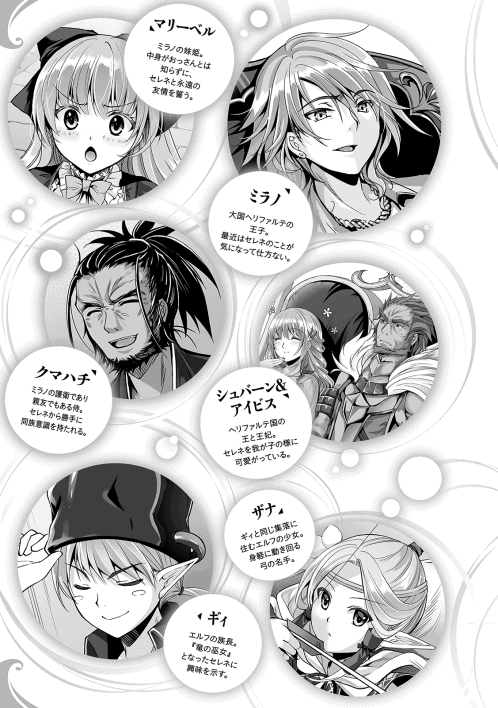 マリーベル
ミラノの妹姫。
中身がおっさんとは
知らずに、
セレネと永遠の
友情を誓う。
ミラノ
大国ヘリファルテの
王子。
最近はセレネのことが
気になって仕方ない。
クマハチ
ミラノの護衛であり
親友でもある侍。
セレネから勝手に
同族意識を持たれる。
シュバーン&
アイビス
ヘリファルテ国の
王と王妃。
セレネを我が子の様に
可愛がっている。
ザナ
ギィと同じ集落に
住むエルフの少女。
身軽に動き回る
弓の名手。
ギィ
エルフの族長。
『竜の巫女』
となったセレネに
興味を示す。